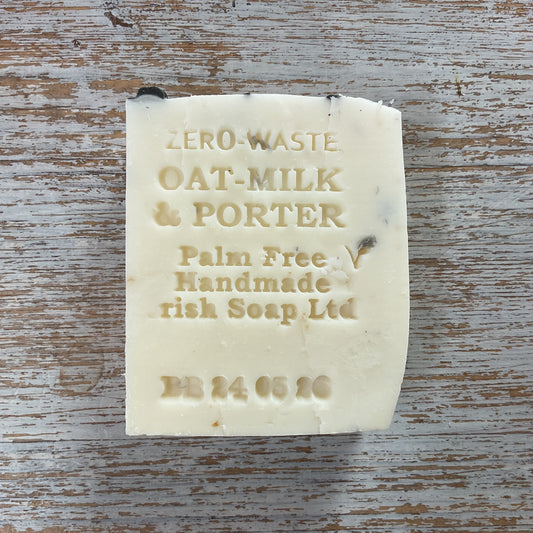 ZERO-WASTE
OAT-MILK
& PORTER
Palm Free V
Handmade
rish Soap Ltd
BB 24 05 26